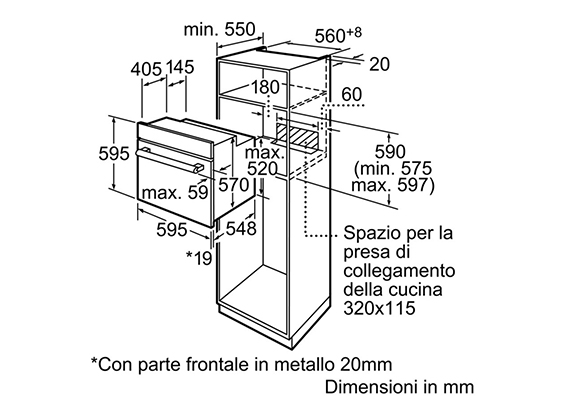 min. 550
560+8
20
405
145
180
60
595
max.
520
590
(min. 575
max. 597)
max. 59
570
595
548
*19
Spazio per la
presa di
collegamento
della cucina
320x115
*Con parte frontale in metallo 20mm
Dimensioni in mm